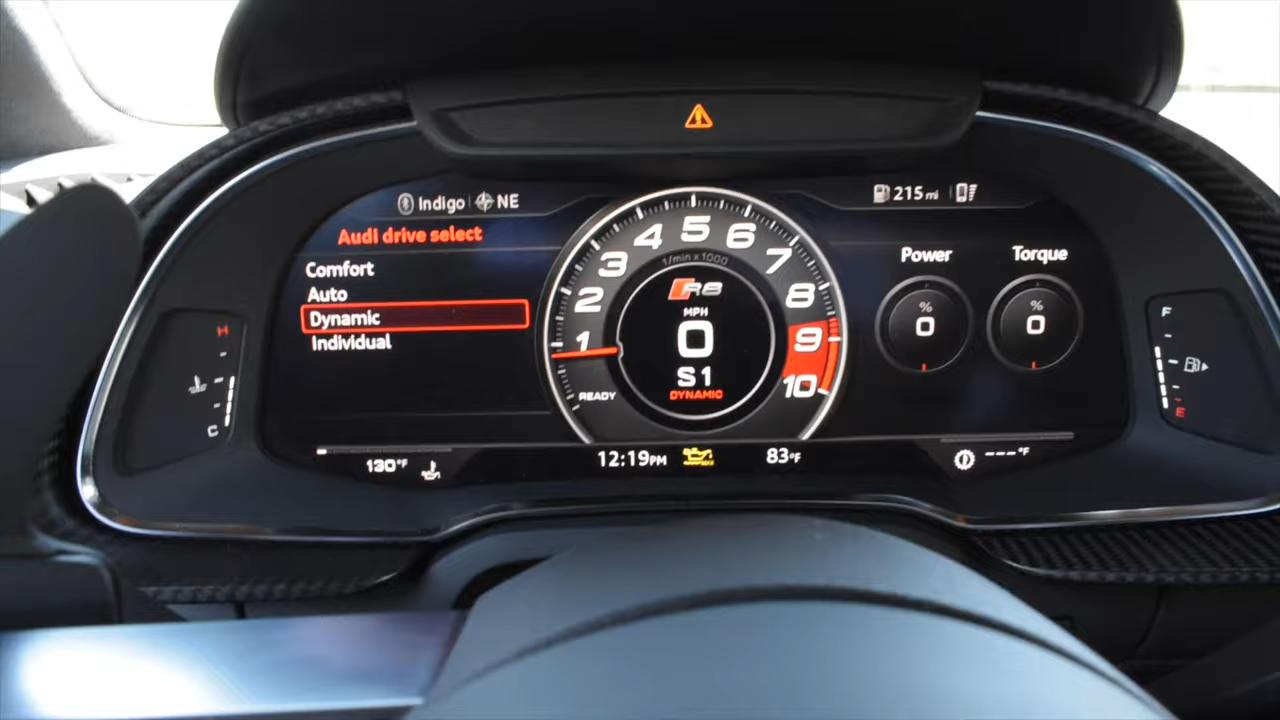 Indigo NE
215 mi
Audi drive select
Comfort
Auto
Dynamic
Individual
1 2 3 4 5 6 7 8 9 10
1/min x 1000
R8
MPH
0
S1
DYNAMIC
READY
Power
% 0
Torque
% 0
H
C
F
E
130°F
12:19PM
83°F
---°F